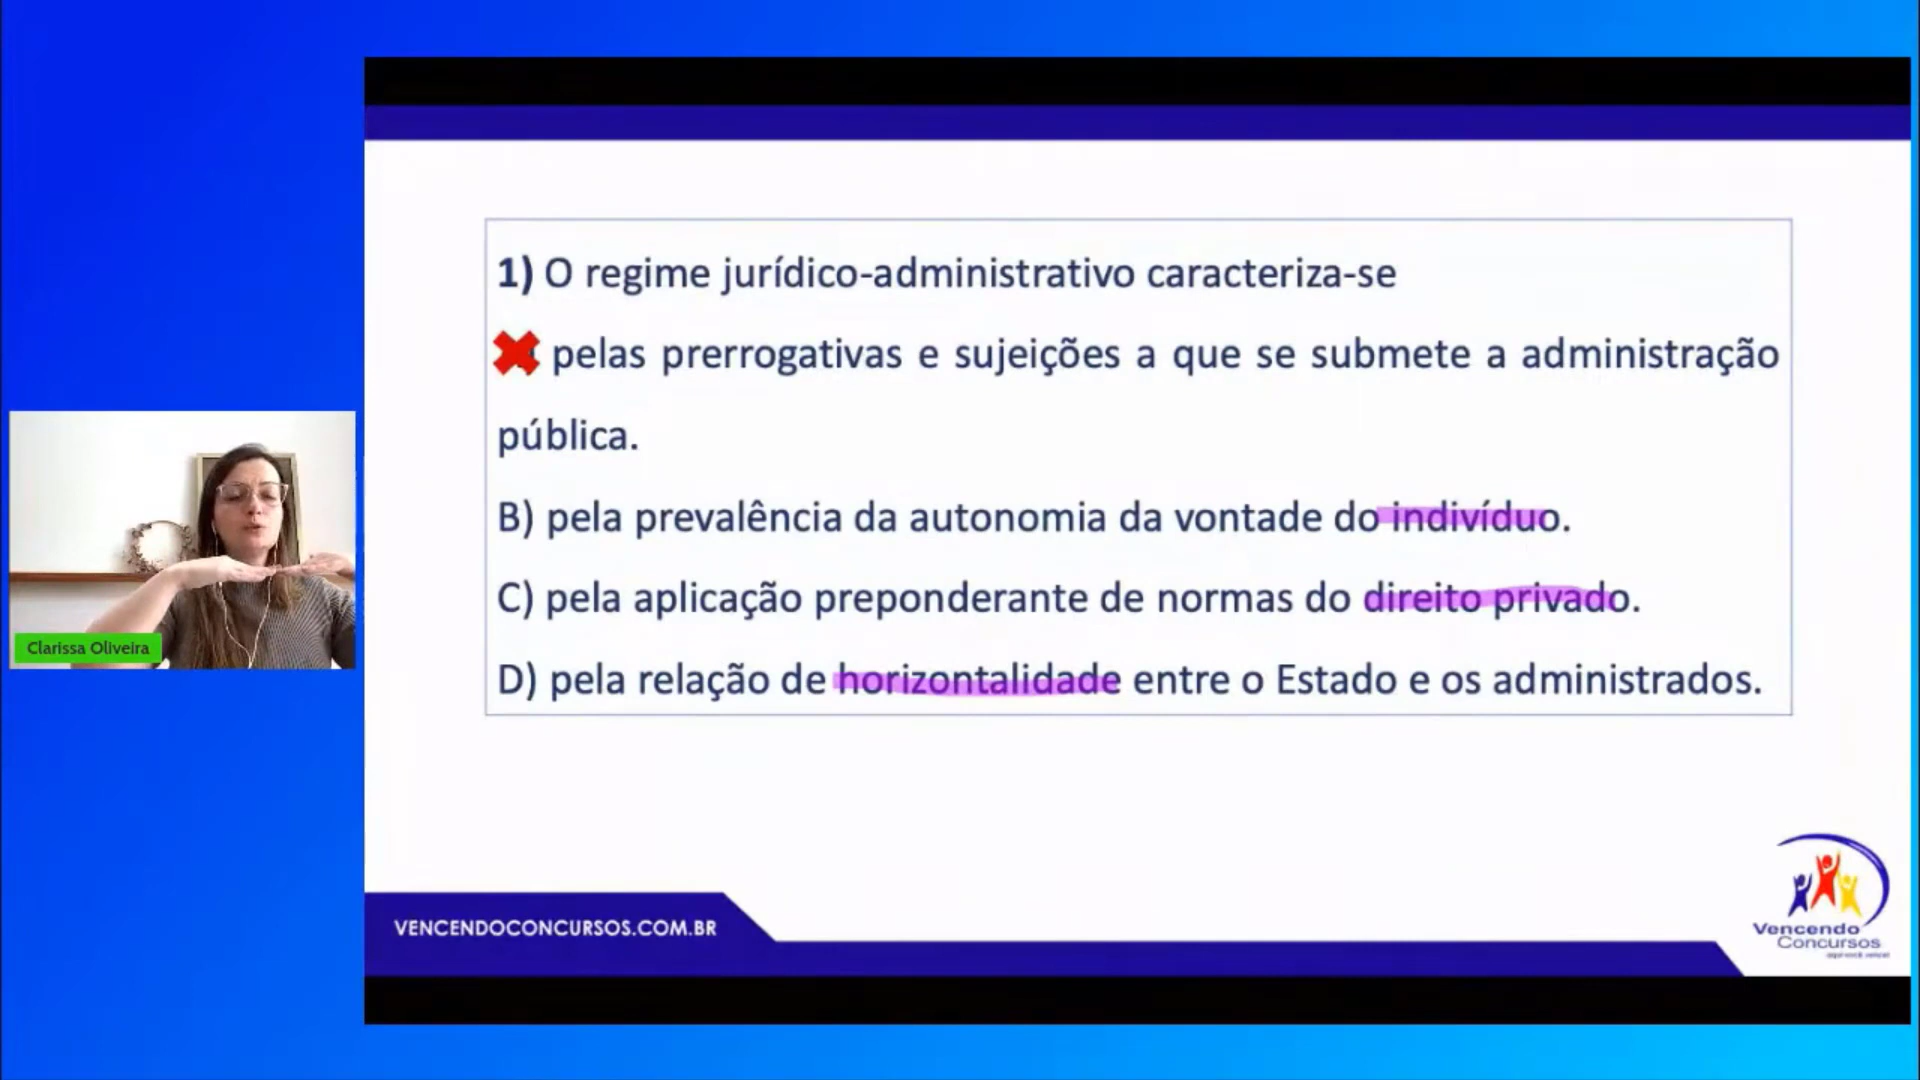 1) O regime jurídico-administrativo caracteriza-se
pelas prerrogativas e sujeições a que se submete a administração
pública.
B) pela prevalência da autonomia da vontade do indivíduo.
C) pela aplicação preponderante de normas do direito privado.
D) pela relação de horizontalidade entre o Estado e os administrados.
Clarissa Oliveira
VENCENDOCONCURSOS.COM.BR
Vencendo
Concursos